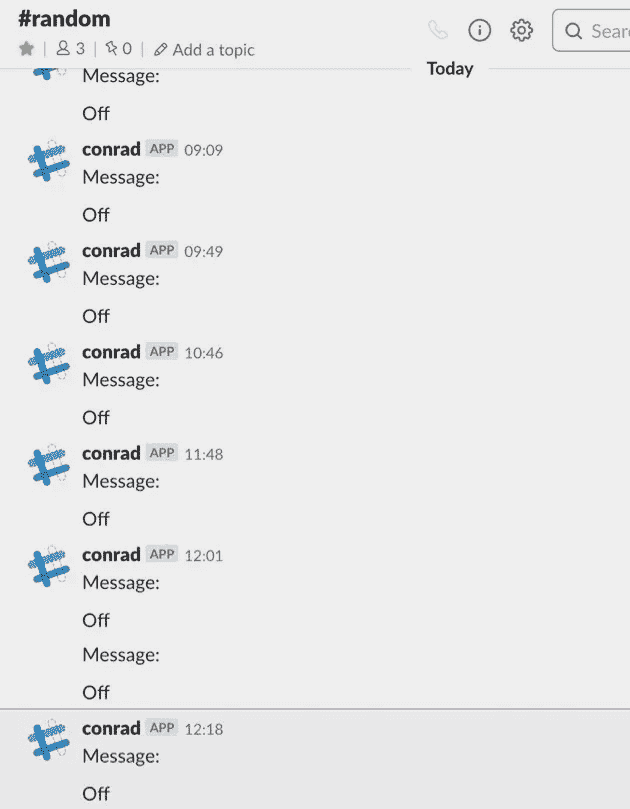 #random
3 | 0 | Add a topic
Sear
Today
Message:
Off
conrad APP 09:09
Message:
Off
conrad APP 09:49
Message:
Off
conrad APP 10:46
Message:
Off
conrad APP 11:48
Message:
Off
conrad APP 12:01
Message:
Off
Message:
Off
conrad APP 12:18
Message:
Off